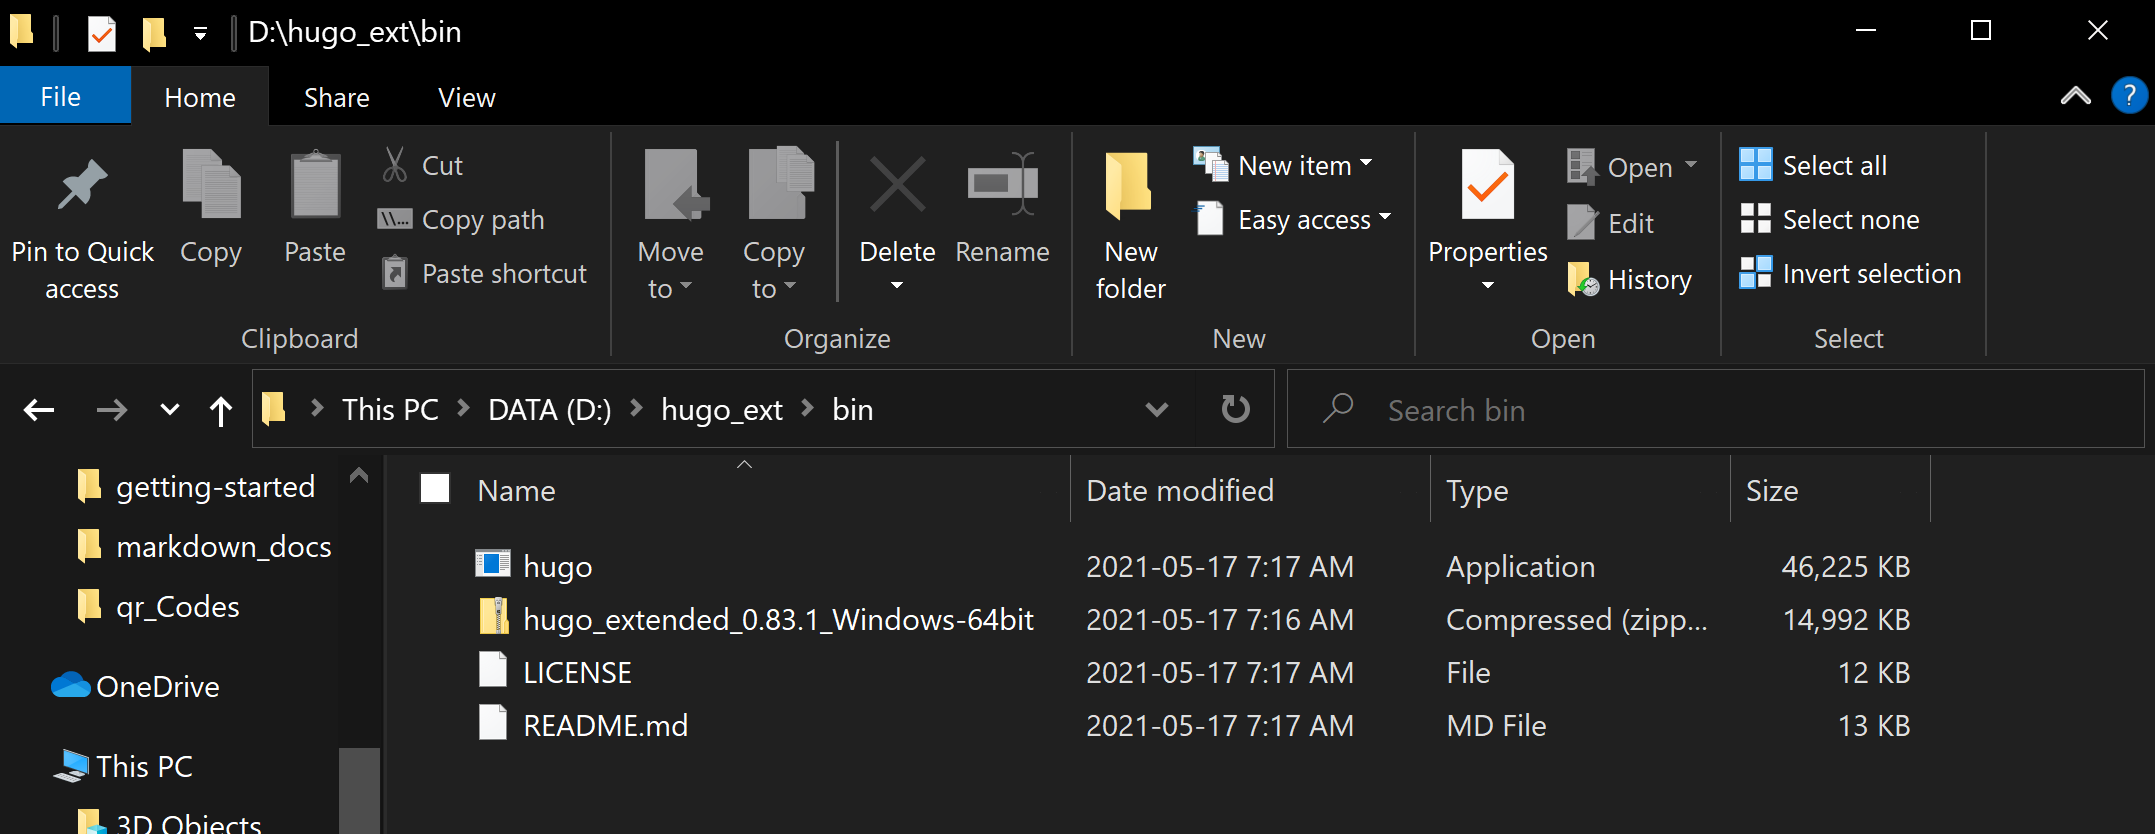 D:\hugo_ext\bin
File Home Share View
?
Pin to Quick access
Copy
Paste
Cut
\\...
Copy path
Paste shortcut
Clipboard
Move to
Copy to
Delete
Rename
Organize
New folder
New item
Easy access
New
Properties
Open
Edit
History
Open
Select all
Select none
Invert selection
Select
This PC DATA (D:) hugo_ext bin
Search bin
getting-started
markdown_docs
qr_Codes
OneDrive
This PC
3D Objects
Name Date modified Type Size
hugo 2021-05-17 7:17 AM Application 46,225 KB
hugo_extended_0.83.1_Windows-64bit 2021-05-17 7:16 AM Compressed (zipp... 14,992 KB
LICENSE 2021-05-17 7:17 AM File 12 KB
README.md 2021-05-17 7:17 AM MD File 13 KB